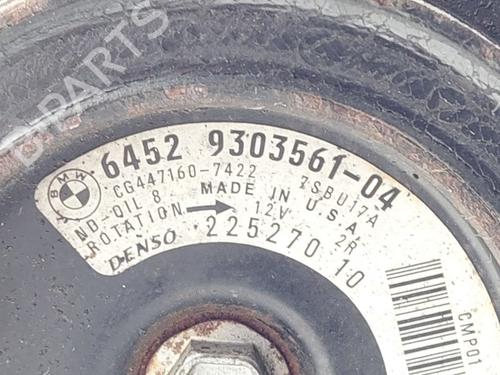 BMW
6452 9303561-04
CG447160-7422 7SBU17A
ND-OIL 8 MADE IN U.S.A
ROTATION → 12V 2R
DENSO 225270 10
CMP01